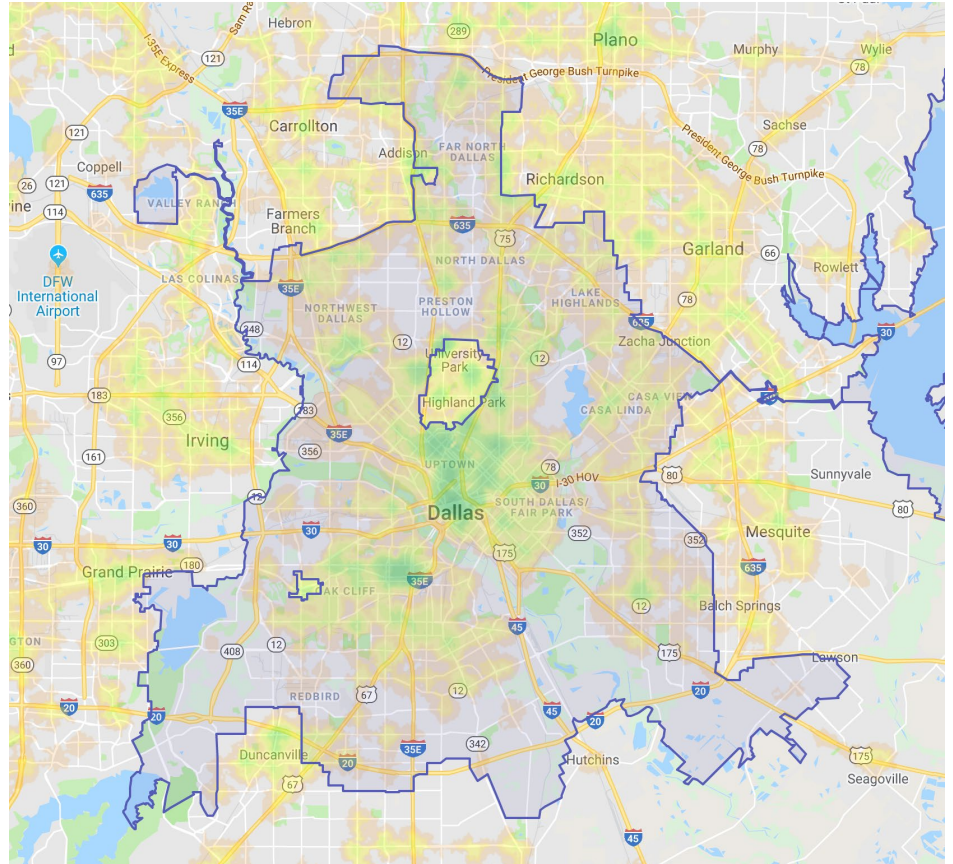 Hebron
Sam Ra
289
Plano
Murphy
Wylie
78
I-35E Express
121
President George Bush Turnpike
35E
Carrollton
121
Sachse
Addison
FAR NORTH
DALLAS
78
President George Bush Turnpike
Coppell
26
121
635
Richardson
VALLEY RANCH
rine
114
Farmers
Branch
635
75
Garland
66
DFW
International
Airport
LAS COLINAS
NORTH DALLAS
Rowlett
35E
NORTHWEST
DALLAS
PRESTON
HOLLOW
LAKE
HIGHLANDS
78
348
635
30
12
Zacha Junction
97
114
University
Park
12
183
Highland Park
CASA VIEW
CASA LINDA
356
183
35E
Irving
356
161
UPTOWN
78
80
Sunnyvale
30
I-30 HOV
12
360
SOUTH DALLAS/
FAIR PARK
80
Dallas
30
30
30
352
352
Mesquite
175
180
Grand Prairie
35E
635
OAK CLIFF
12
Balch Springs
45
303
GTON
360
408
12
175
Lawson
REDBIRD
67
12
20
20
20
45
20
342
35E
Duncanville
20
Hutchins
175
67
Seagoville
45